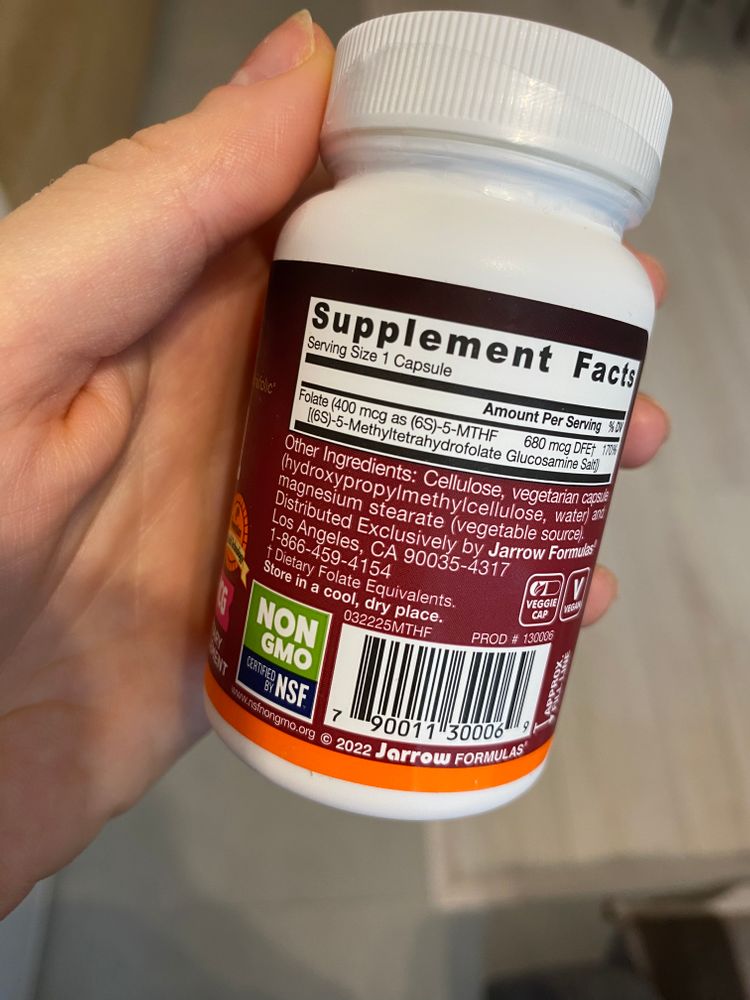 Supplement Facts
Serving Size 1 Capsule
Amount Per Serving % DV
Folate (400 mcg as (6S)-5-MTHF 680 mcg DFE† 170%
[(6S)-5-Methyltetrahydrofolate Glucosamine Salt])
Other Ingredients: Cellulose, vegetarian capsule
(hydroxypropylmethylcellulose, water) and
magnesium stearate (vegetable source).
Distributed Exclusively by Jarrow Formulas®
Los Angeles, CA 90035-4317
1-866-459-4154
† Dietary Folate Equivalents.
Store in a cool, dry place.
032225MTHF PROD # 130006
VEGGIE
CAP
V
VEGAN
NON
GMO
CERTIFIED
BY NSF
www.nsfnongmo.org © 2022 Jarrow FORMULAS®
7 90011 30006 9
APPROX.
FILL LINE